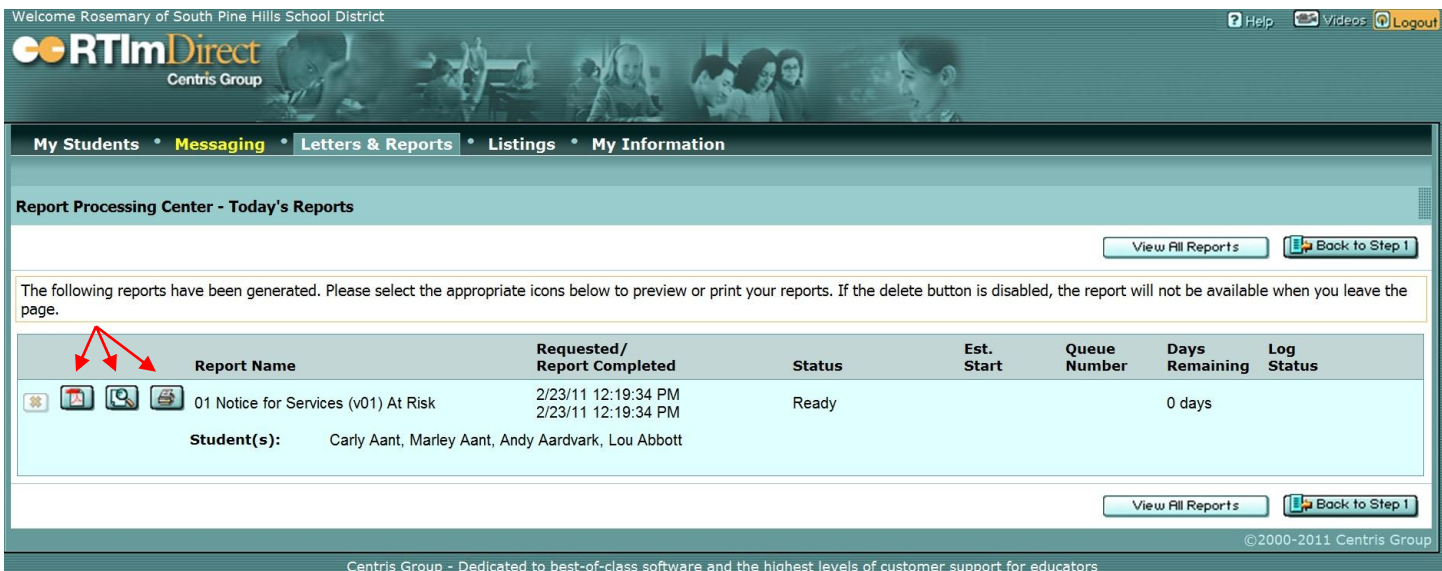 Welcome Rosemary of South Pine Hills School District
Help Videos Logout
RTImDirect
Centris Group
My Students • Messaging • Letters & Reports • Listings • My Information
Report Processing Center - Today's Reports
View All Reports Back to Step 1
The following reports have been generated. Please select the appropriate icons below to preview or print your reports. If the delete button is disabled, the report will not be available when you leave the
page.
Report Name Requested/ Report Completed Status Est. Start Queue Number Days Remaining Log Status
01 Notice for Services (v01) At Risk 2/23/11 12:19:34 PM Ready 0 days
2/23/11 12:19:34 PM
Student(s): Carly Aant, Marley Aant, Andy Aardvark, Lou Abbott
View All Reports Back to Step 1
©2000-2011 Centris Group
Centris Group - Dedicated to best-of-class software and the highest levels of customer support for educators